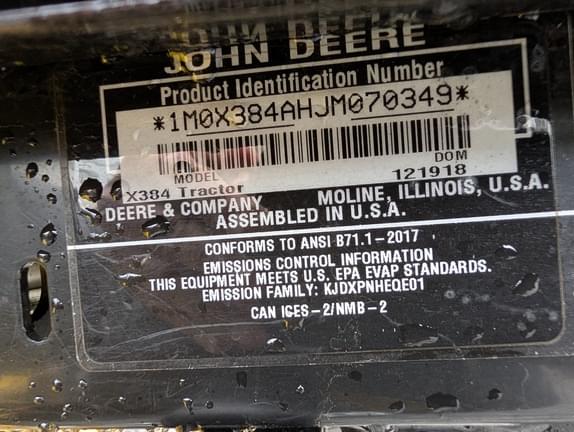 JOHN DEERE
Product Identification Number
*1M0X384AHJM070349*
MODEL DOM
X384 Tractor 121918
DEERE & COMPANY MOLINE, ILLINOIS, U.S.A.
ASSEMBLED IN U.S.A.
CONFORMS TO ANSI B71.1-2017
EMISSIONS CONTROL INFORMATION
THIS EQUIPMENT MEETS U.S. EPA EVAP STANDARDS.
EMISSION FAMILY: KJDXPNHEQE01
CAN ICES-2/NMB-2